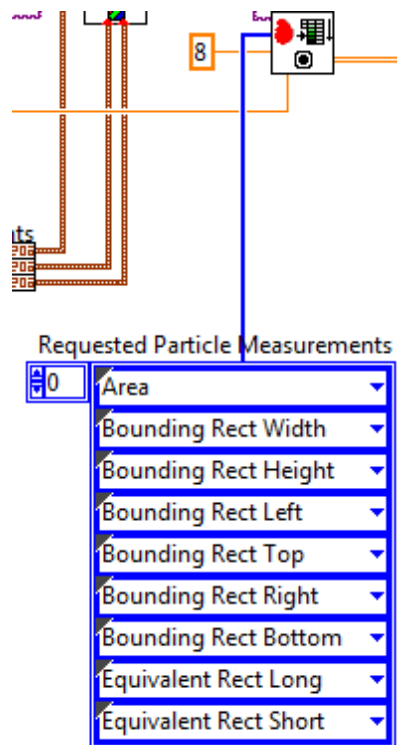 8
ts
Requested Particle Measurements
0
Area
Bounding Rect Width
Bounding Rect Height
Bounding Rect Left
Bounding Rect Top
Bounding Rect Right
Bounding Rect Bottom
Equivalent Rect Long
Equivalent Rect Short